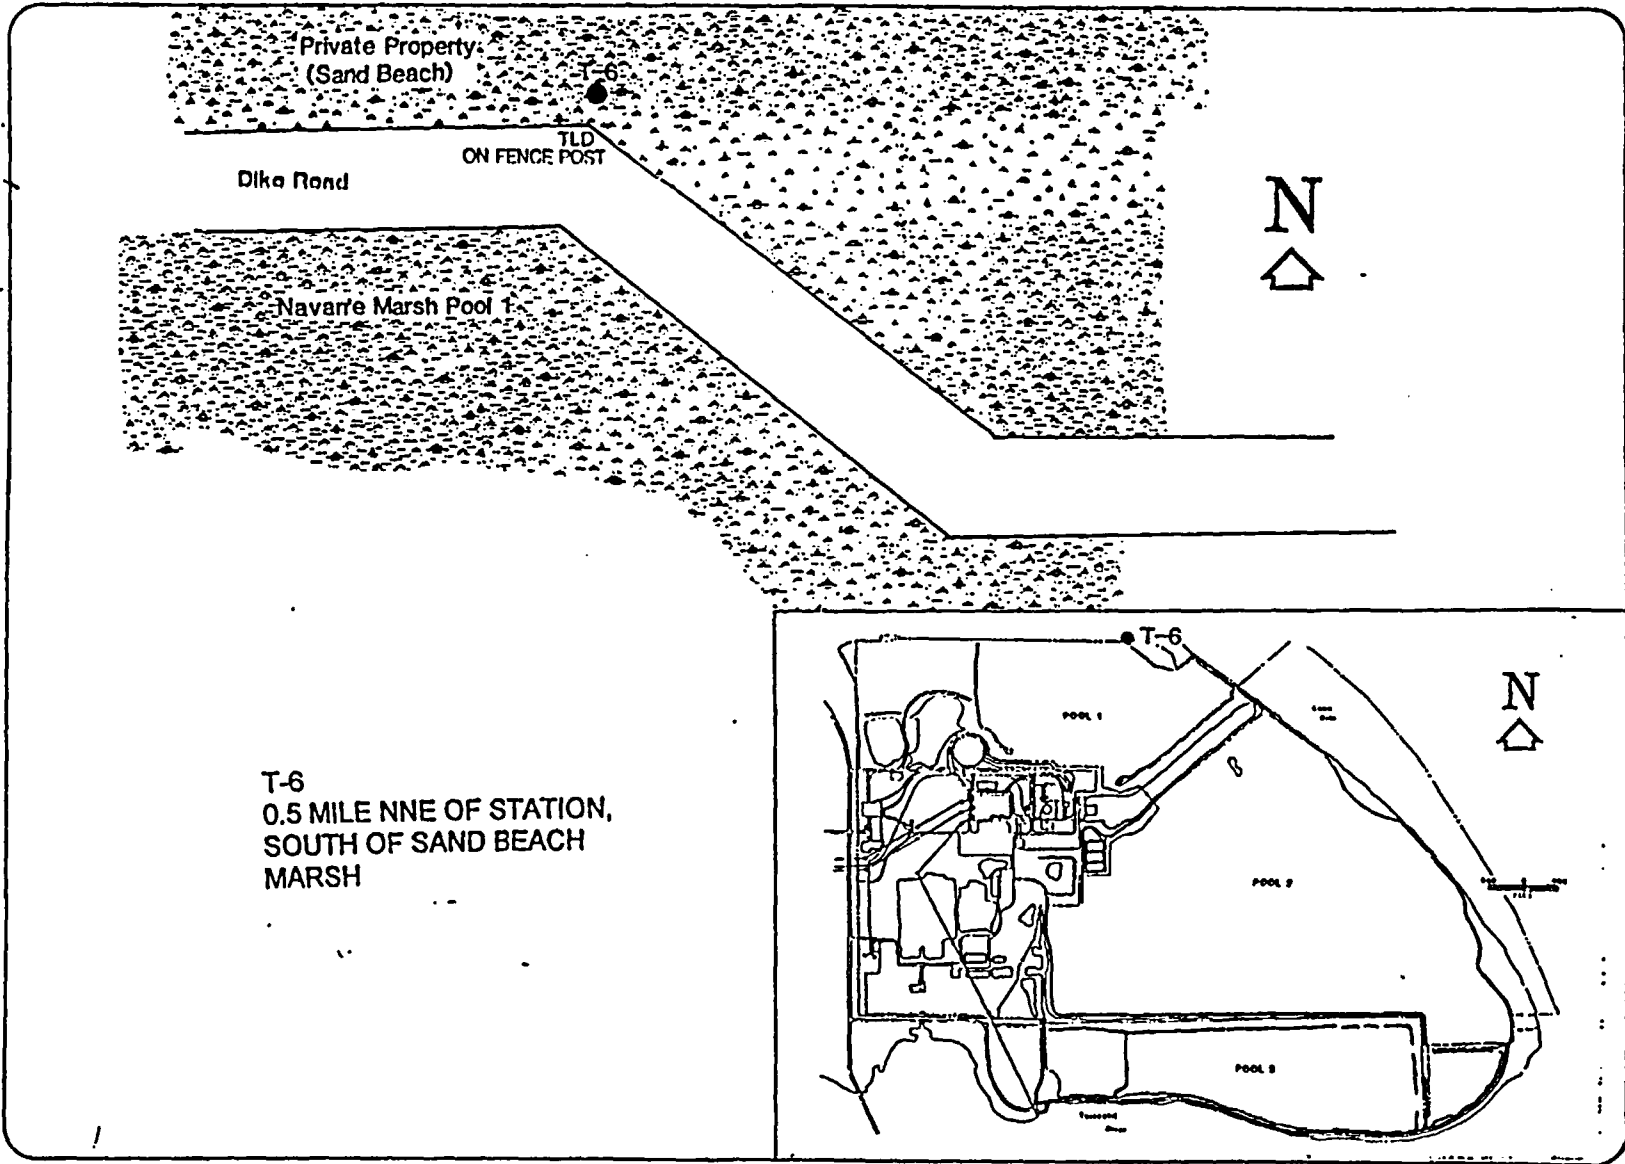 Private Property
(Sand Beach)
T-6
TLD
ON FENCE POST
Dike Road
N
Navarre Marsh Pool 1
T-6
N
POOL 1
POOL 2
POOL 3
T-6
0.5 MILE NNE OF STATION,
SOUTH OF SAND BEACH
MARSH